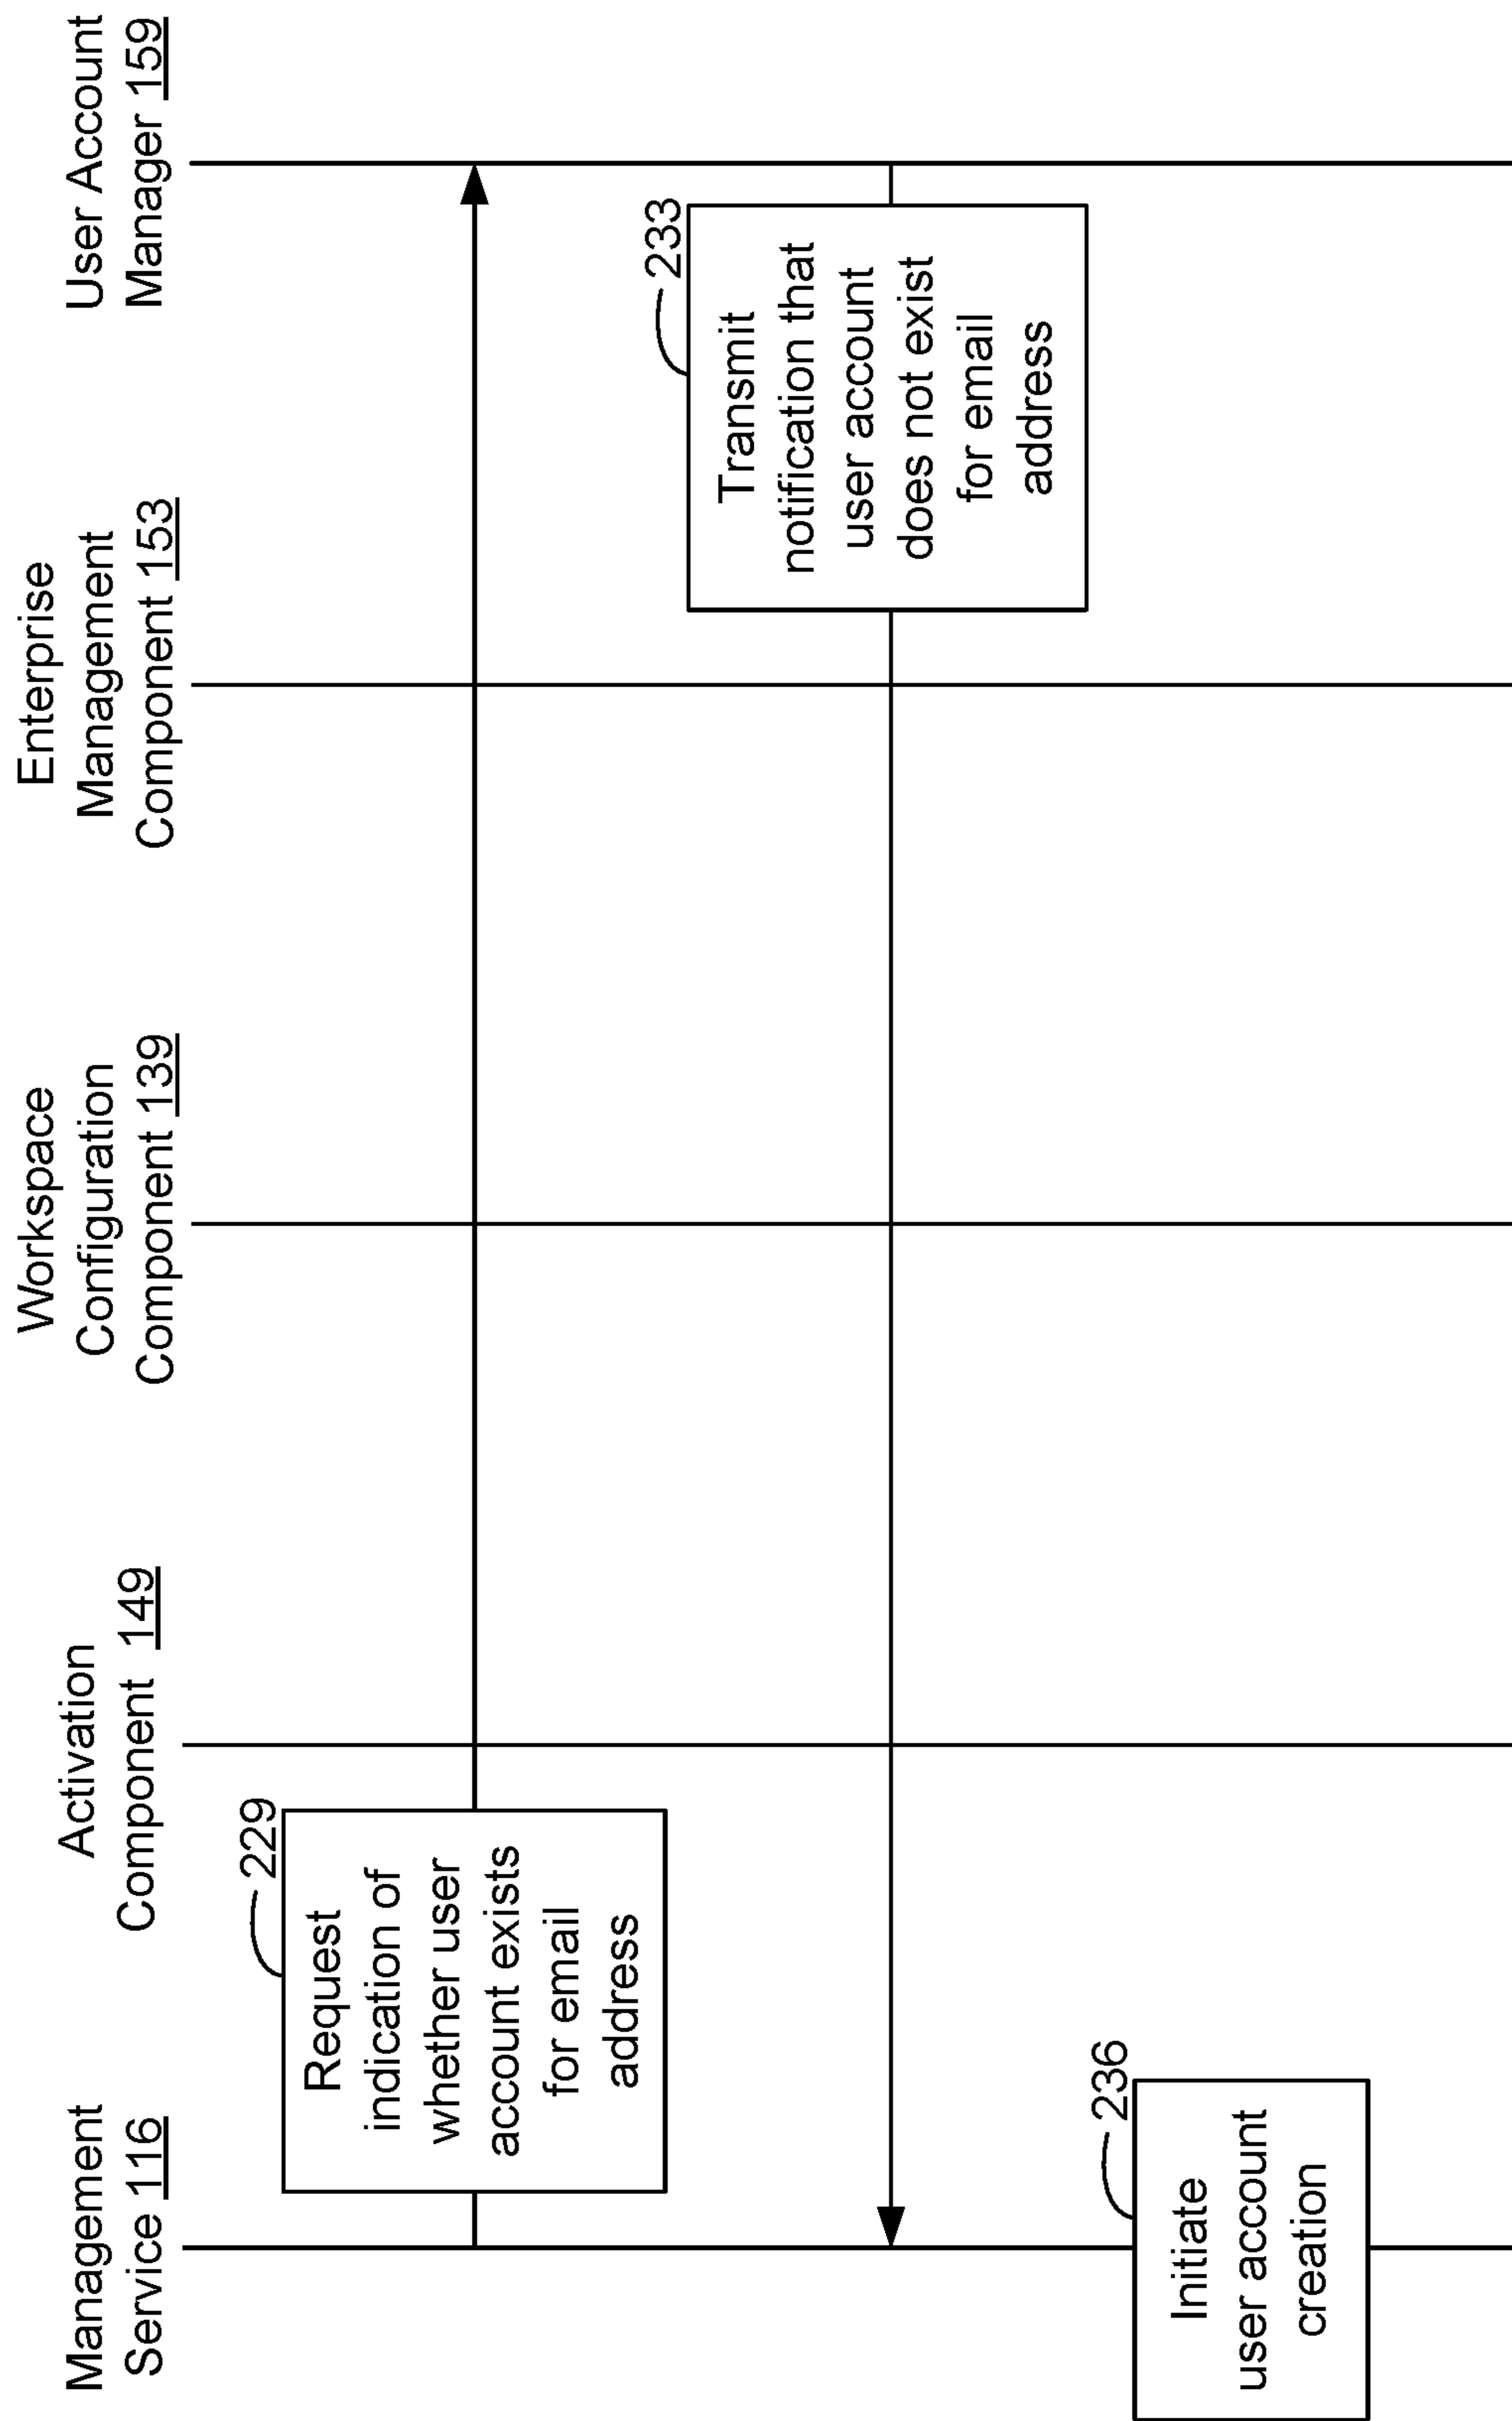 Management
Service 116
Activation
Component 149
Workspace
Configuration
Component 139
Enterprise
Management
Component 153
User Account
Manager 159
229
Request
indication of
whether user
account exists
for email
address
233
Transmit
notification that
user account
does not exist
for email
address
236
Initiate
user account
creation